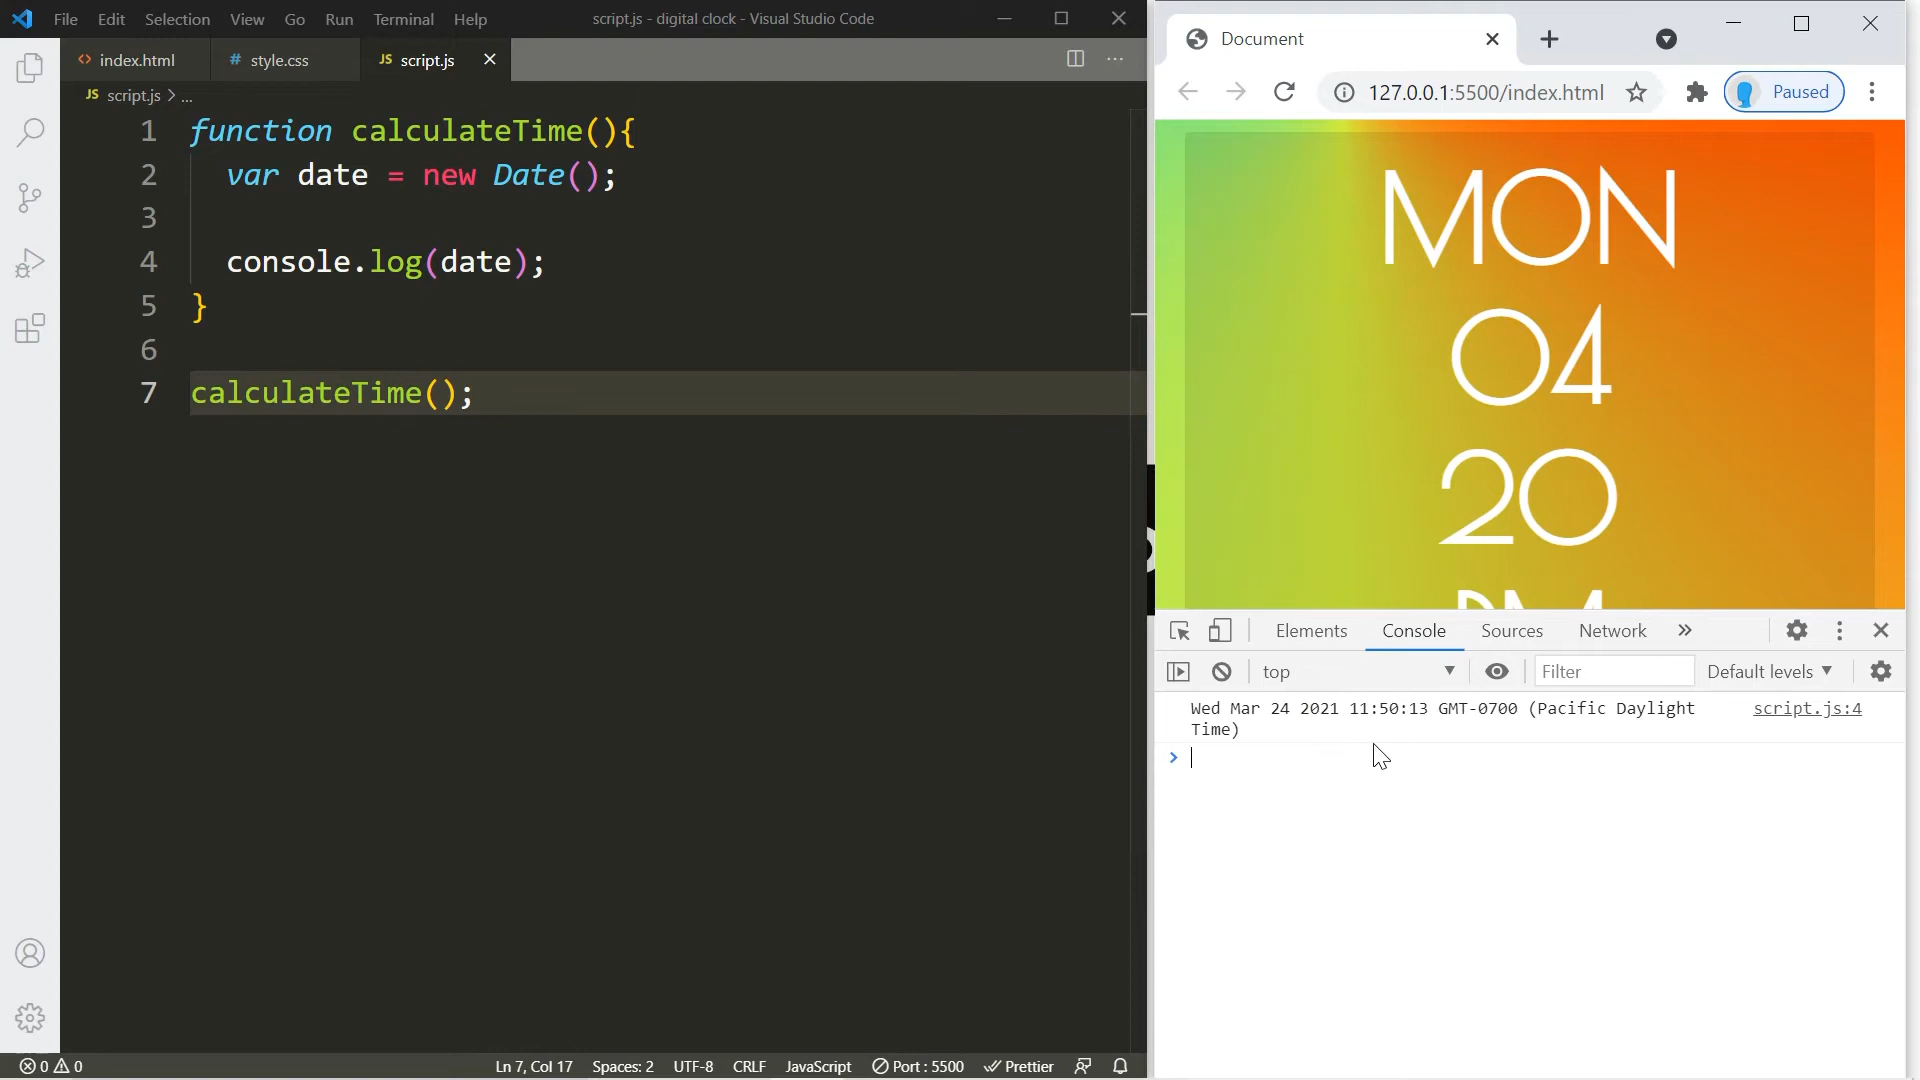 File Edit Selection View Go Run Terminal Help
script.js - digital clock - Visual Studio Code
index.html
# style.css
JS script.js
JS script.js > ...
1 function calculateTime(){
2 var date = new Date();
3
4 console.log(date);
5 }
6
7 calculateTime();
0 0
Ln 7, Col 17 Spaces: 2 UTF-8 CRLF JavaScript Port : 5500 Prettier
Document
127.0.0.1:5500/index.html
Paused
MON
04
20
PM
Elements Console Sources Network
top Filter Default levels
Wed Mar 24 2021 11:50:13 GMT-0700 (Pacific Daylight script.js:4
Time)